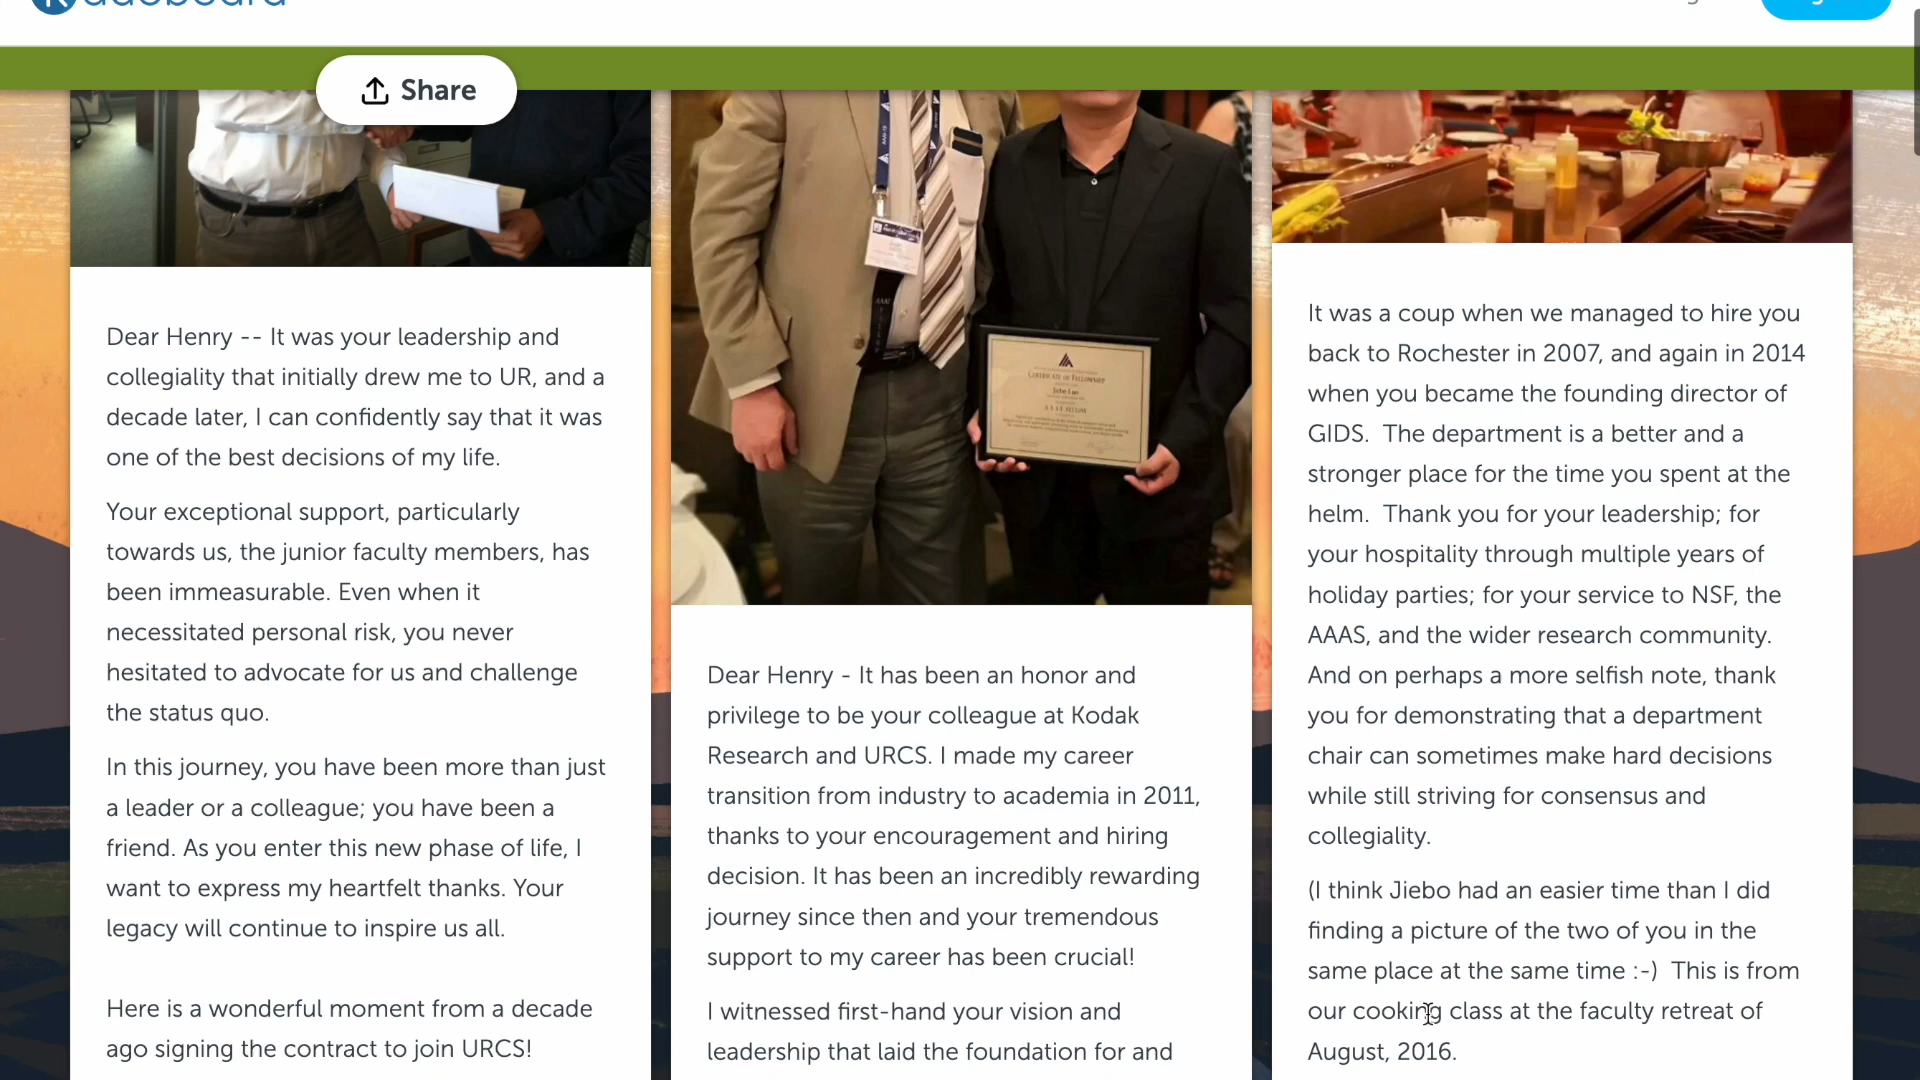 Share
Dear Henry -- It was your leadership and
collegiality that initially drew me to UR, and a
decade later, I can confidently say that it was
one of the best decisions of my life.
Your exceptional support, particularly
towards us, the junior faculty members, has
been immeasurable. Even when it
necessitated personal risk, you never
hesitated to advocate for us and challenge
the status quo.
In this journey, you have been more than just
a leader or a colleague; you have been a
friend. As you enter this new phase of life, I
want to express my heartfelt thanks. Your
legacy will continue to inspire us all.
Here is a wonderful moment from a decade
ago signing the contract to join URCS!
CERTIFICATE OF FELLOWSHIP
Dear Henry - It has been an honor and
privilege to be your colleague at Kodak
Research and URCS. I made my career
transition from industry to academia in 2011,
thanks to your encouragement and hiring
decision. It has been an incredibly rewarding
journey since then and your tremendous
support to my career has been crucial!
I witnessed first-hand your vision and
leadership that laid the foundation for and
It was a coup when we managed to hire you
back to Rochester in 2007, and again in 2014
when you became the founding director of
GIDS.  The department is a better and a
stronger place for the time you spent at the
helm.  Thank you for your leadership; for
your hospitality through multiple years of
holiday parties; for your service to NSF, the
AAAS, and the wider research community.
And on perhaps a more selfish note, thank
you for demonstrating that a department
chair can sometimes make hard decisions
while still striving for consensus and
collegiality.
(I think Jiebo had an easier time than I did
finding a picture of the two of you in the
same place at the same time :-)  This is from
our cooking class at the faculty retreat of
August, 2016.